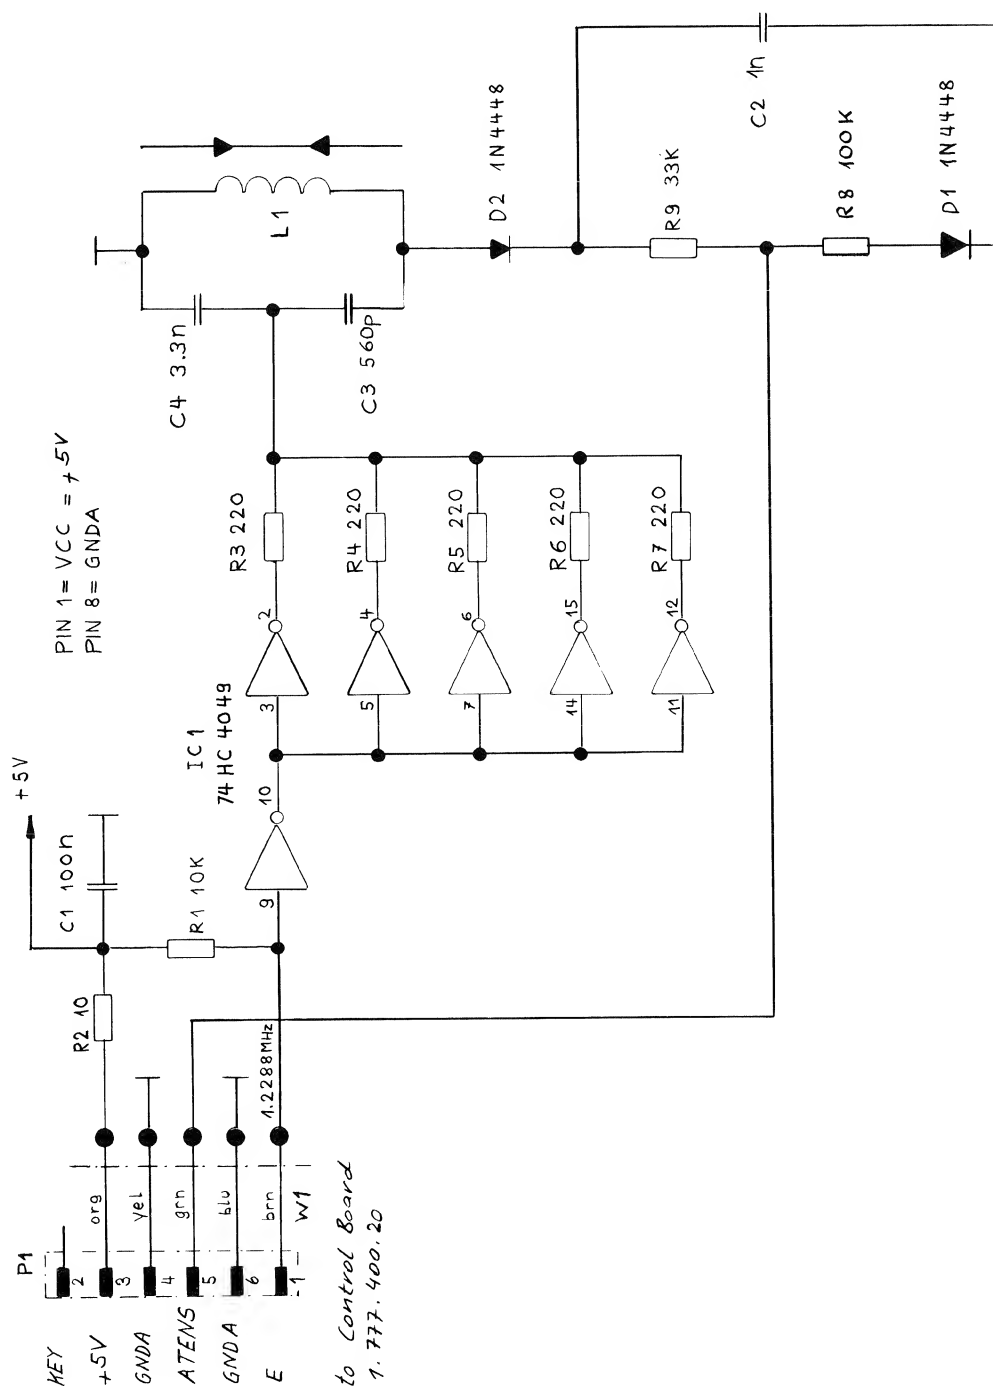 KEY
+5V
GNDA
ATENS
GNDA
E
P1
2
3
4
5
6
1
org
yel
grn
blu
brn
W1
to Control Board
1.777.400.20
1.2288MHz
R2 10
+5V
C1 100n
R1 10K
PIN 1 = VCC = +5V
PIN 8 = GNDA
IC1
74HC4049
9
10
3
2
5
4
7
6
14
15
11
12
R3 220
R4 220
R5 220
R6 220
R7 220
C4 3.3n
C3 560p
L1
D2 1N4448
R9 33K
C2 1n
R8 100K
D1 1N4448